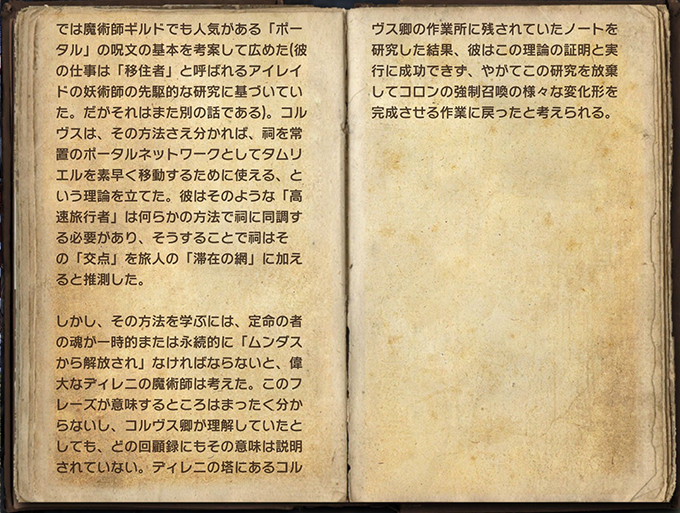 では魔術師ギルドでも人気がある「ポー
タル」の呪文の基本を考案して広めた(彼
の仕事は「移住者」と呼ばれるアイレイ
ドの妖術師の先駆的な研究に基づいてい
た。だがそれはまた別の話である)。コル
ヴスは、その方法さえ分かれば、祠を常
置のポータルネットワークとしてタムリ
エルを素早く移動するために使える、と
いう理論を立てた。彼はそのような「高
速旅行者」は何らかの方法で祠に同調す
る必要があり、そうすることで祠はそ
の「交点」を旅人の「滞在の網」に加え
ると推測した。
しかし、その方法を学ぶには、定命の者
の魂が一時的または永続的に「ムンダス
から解放され」なければならないと、偉
大なディレニの魔術師は考えた。このフ
レーズが意味するところはまったく分か
らないし、コルヴス卿が理解していたと
しても、どの回顧録にもその意味は説明
されていない。ディレニの塔にあるコル
ヴス卿の作業所に残されていたノートを
研究した結果、彼はこの理論の証明と実
行に成功できず、やがてこの研究を放棄
してコロンの強制召喚の様々な変化形を
完成させる作業に戻ったと考えられる。